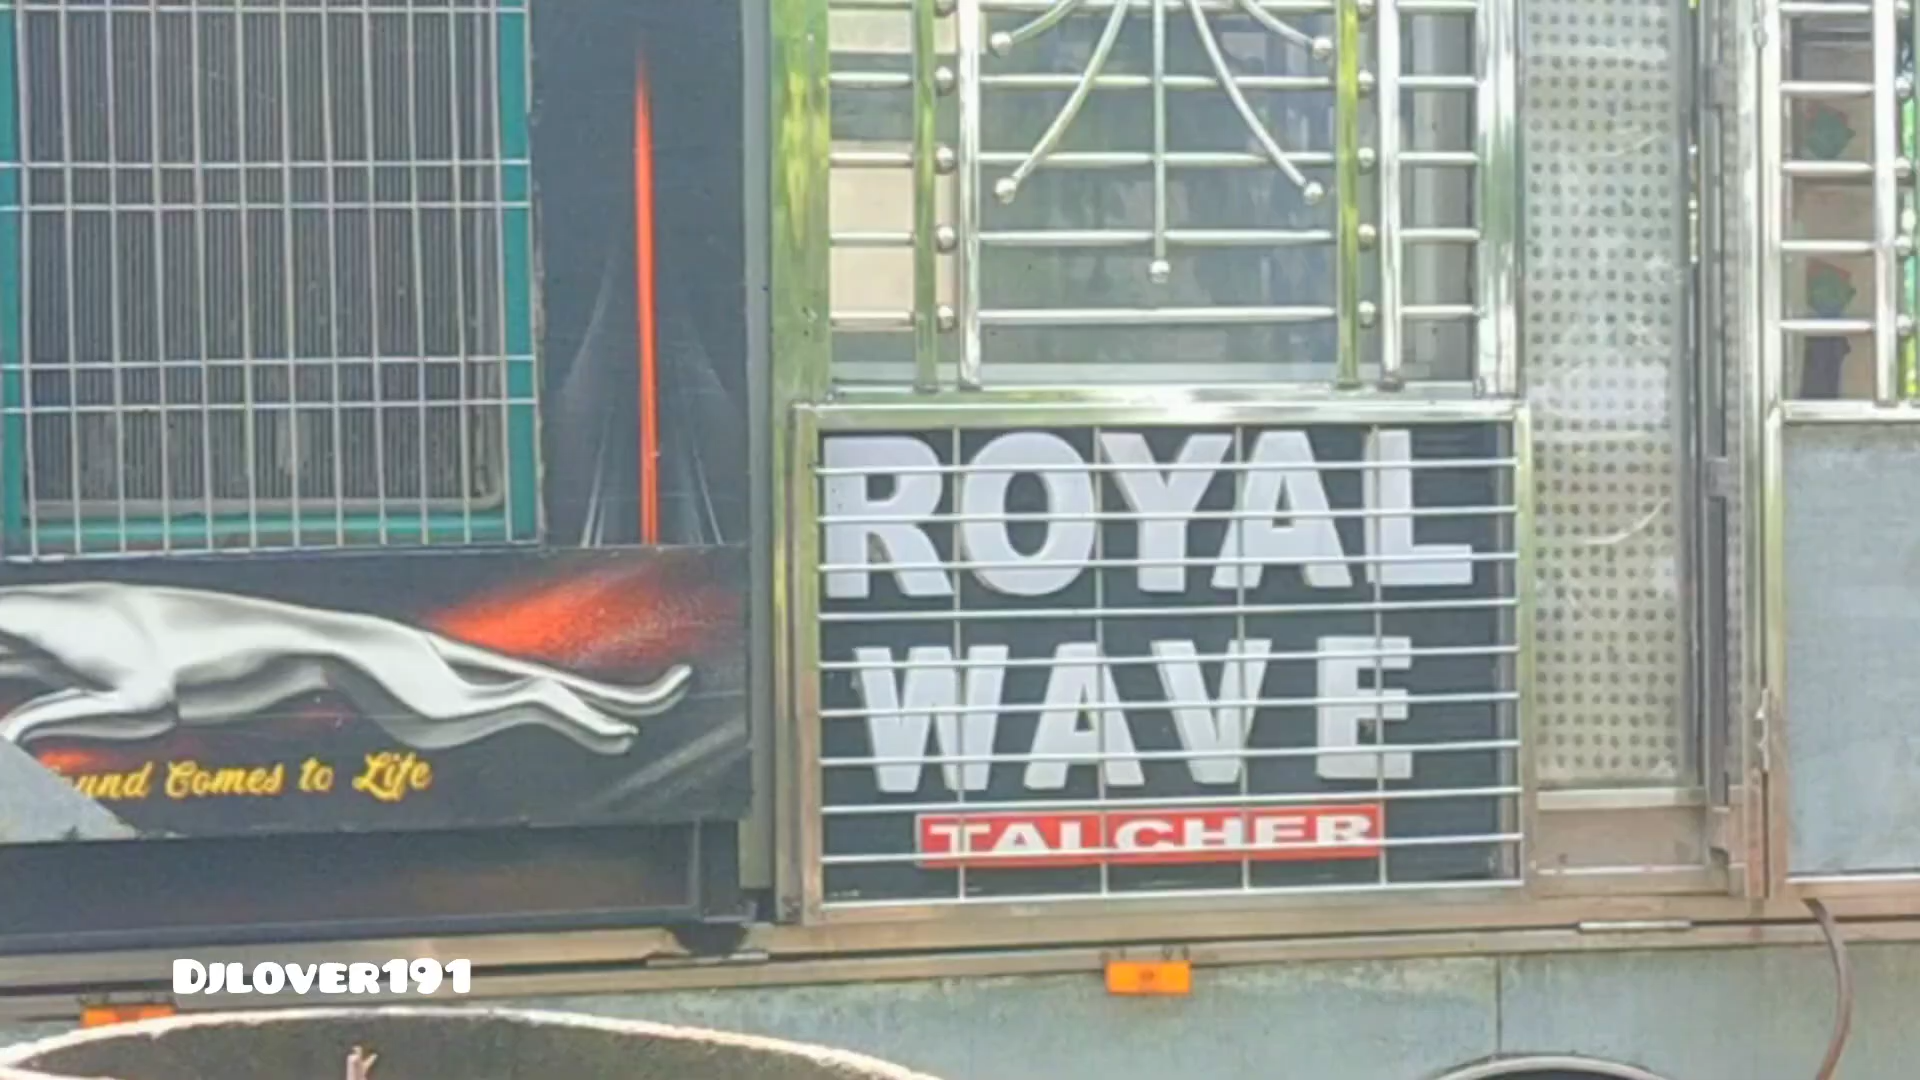 ROYAL
WAVE
TALCHER
Comes to Life
DJLOVER191